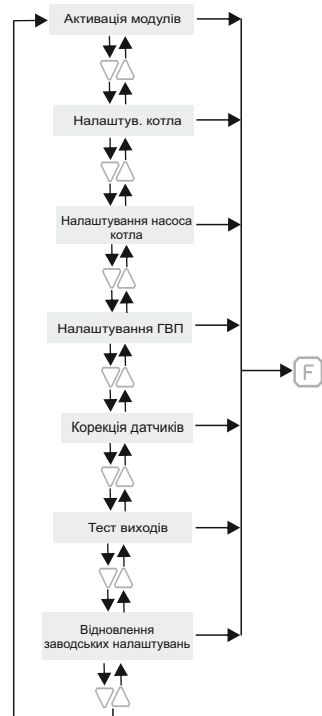 Активація модулів
Налаштув. котла
Налаштування насоса
котла
Налаштування ГВП
F
Корекція датчиків
Тест виходів
Відновлення
заводських налаштувань